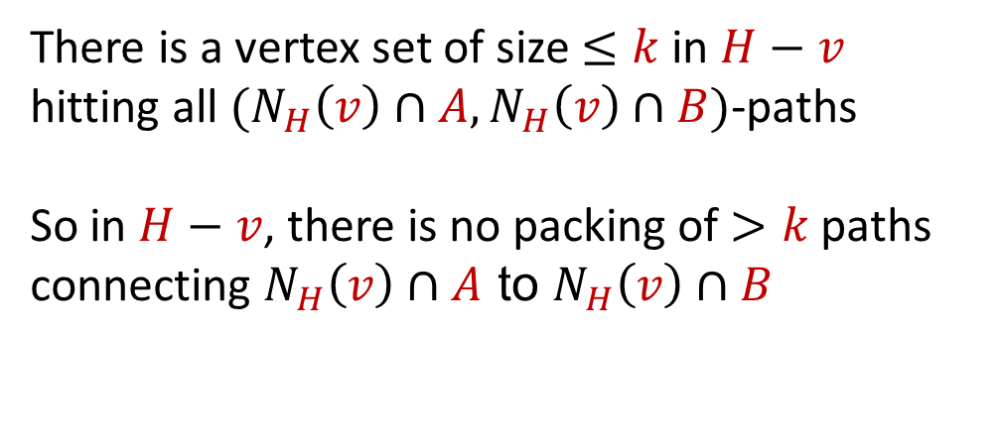 There is a vertex set of size ≤ k in H − v
hitting all (N_H(v) ∩ A, N_H(v) ∩ B)-paths
So in H − v, there is no packing of > k paths
connecting N_H(v) ∩ A to N_H(v) ∩ B